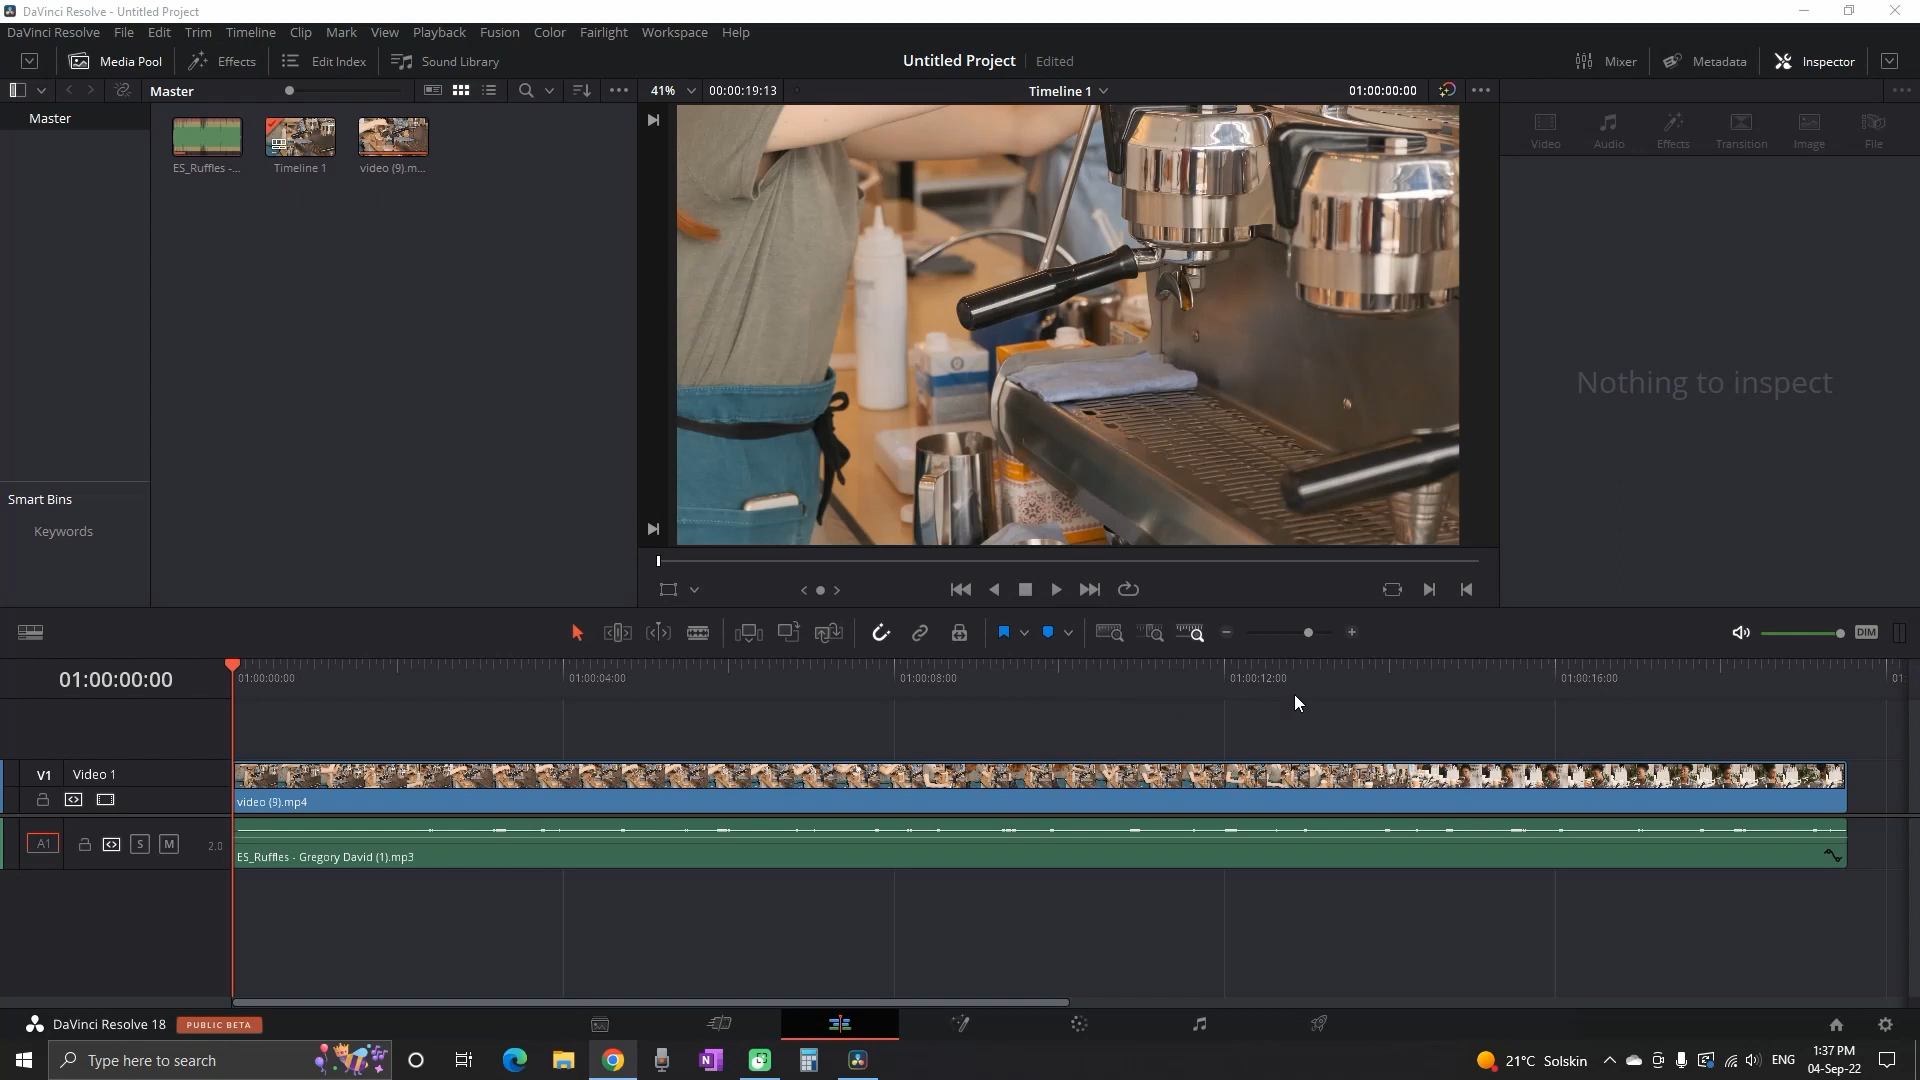 DaVinci Resolve - Untitled Project
DaVinci Resolve File Edit Trim Timeline Clip Mark View Playback Fusion Color Fairlight Workspace Help
Media Pool Effects Edit Index Sound Library Untitled Project Edited Mixer Metadata Inspector
Master 41% 00:00:19:13 Timeline 1 01:00:00:00
Master
Video Audio Effects Transition Image File
ES_Ruffles -... Timeline 1 video (9).m...
Nothing to inspect
Smart Bins
Keywords
DIM
01:00:00:00 01:00:00:00 01:00:04:00 01:00:08:00 01:00:12:00 01:00:16:00 01:
V1 Video 1
video (9).mp4
A1 S M 2.0
ES_Ruffles - Gregory David (1).mp3
DaVinci Resolve 18 PUBLIC BETA
Type here to search 21°C Solskin ENG 1:37 PM
04-Sep-22